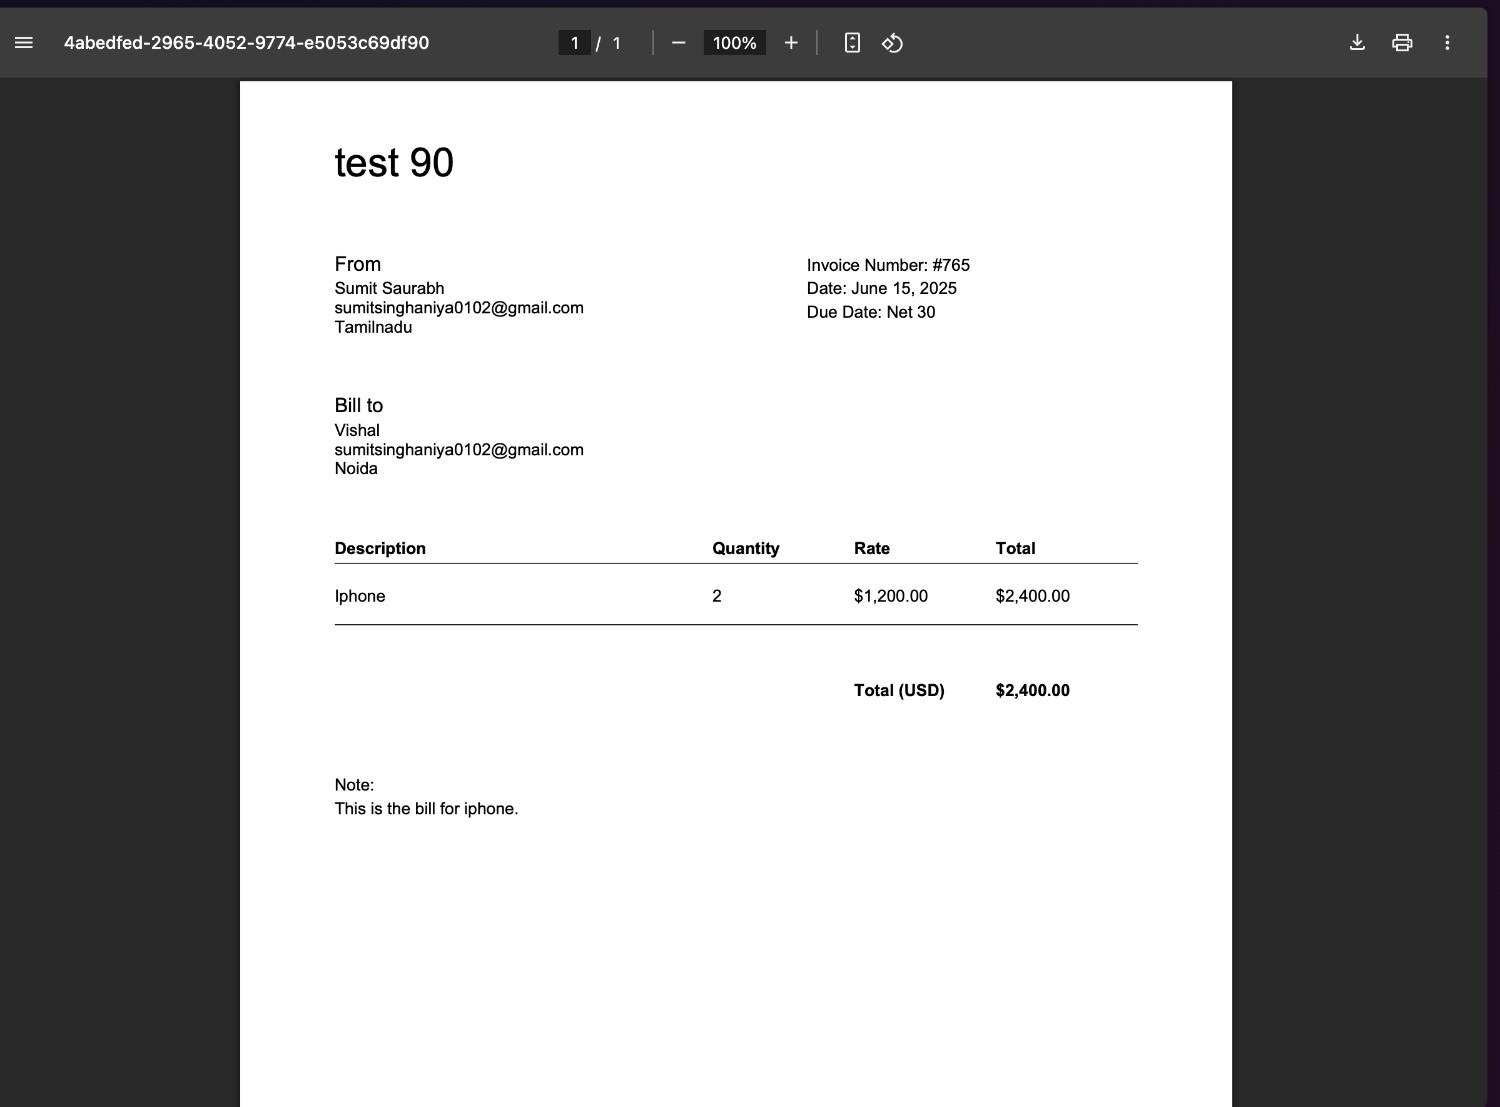 4abedfed-2965-4052-9774-e5053c69df90
1 / 1
100%
test 90
From
Sumit Saurabh
sumitsinghaniya0102@gmail.com
Tamilnadu
Invoice Number: #765
Date: June 15, 2025
Due Date: Net 30
Bill to
Vishal
sumitsinghaniya0102@gmail.com
Noida
Description Quantity Rate Total
Iphone 2 $1,200.00 $2,400.00
Total (USD) $2,400.00
Note:
This is the bill for iphone.